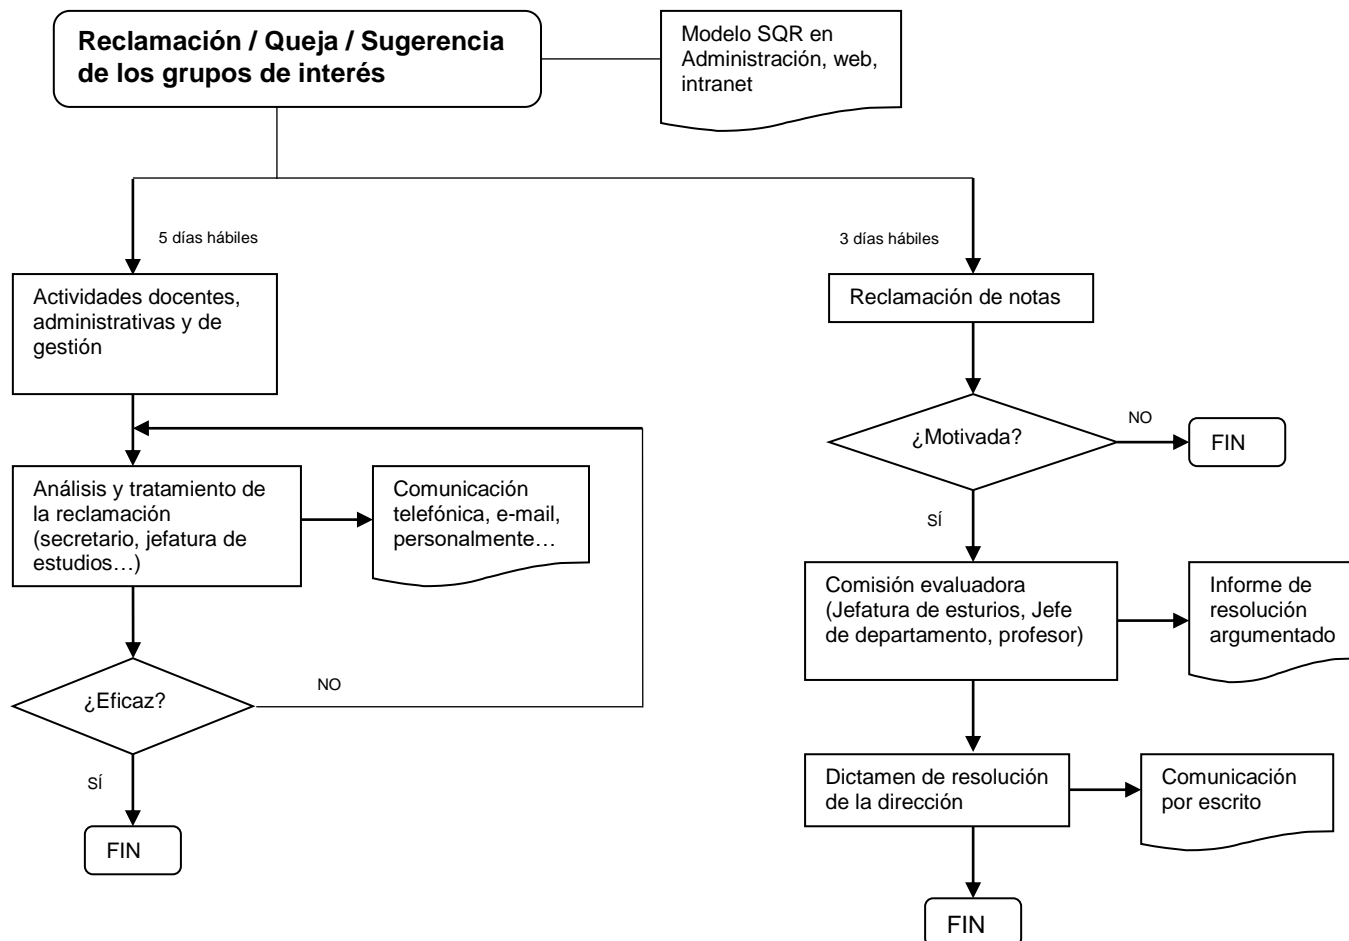 Reclamación / Queja / Sugerencia
de los grupos de interés
Modelo SQR en
Administración, web,
intranet
5 días hábiles
3 días hábiles
Actividades docentes,
administrativas y de
gestión
Reclamación de notas
¿Motivada?
NO
FIN
SÍ
Análisis y tratamiento de
la reclamación
(secretario, jefatura de
estudios…)
Comunicación
telefónica, e-mail,
personalmente…
Comisión evaluadora
(Jefatura de esturios, Jefe
de departamento, profesor)
Informe de
resolución
argumentado
¿Eficaz?
NO
SÍ
FIN
Dictamen de resolución
de la dirección
Comunicación
por escrito
FIN